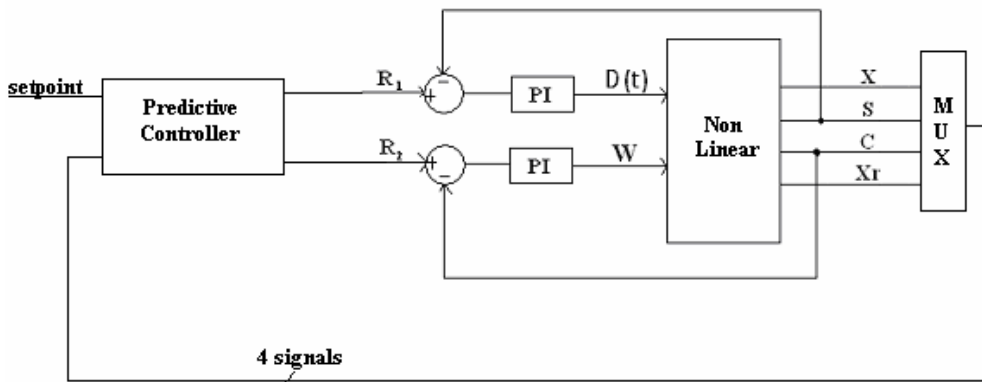 setpoint
Predictive
Controller
R₁
R₂
+
−
+
−
PI
PI
D(t)
W
Non
Linear
X
S
C
Xr
M
U
X
4 signals